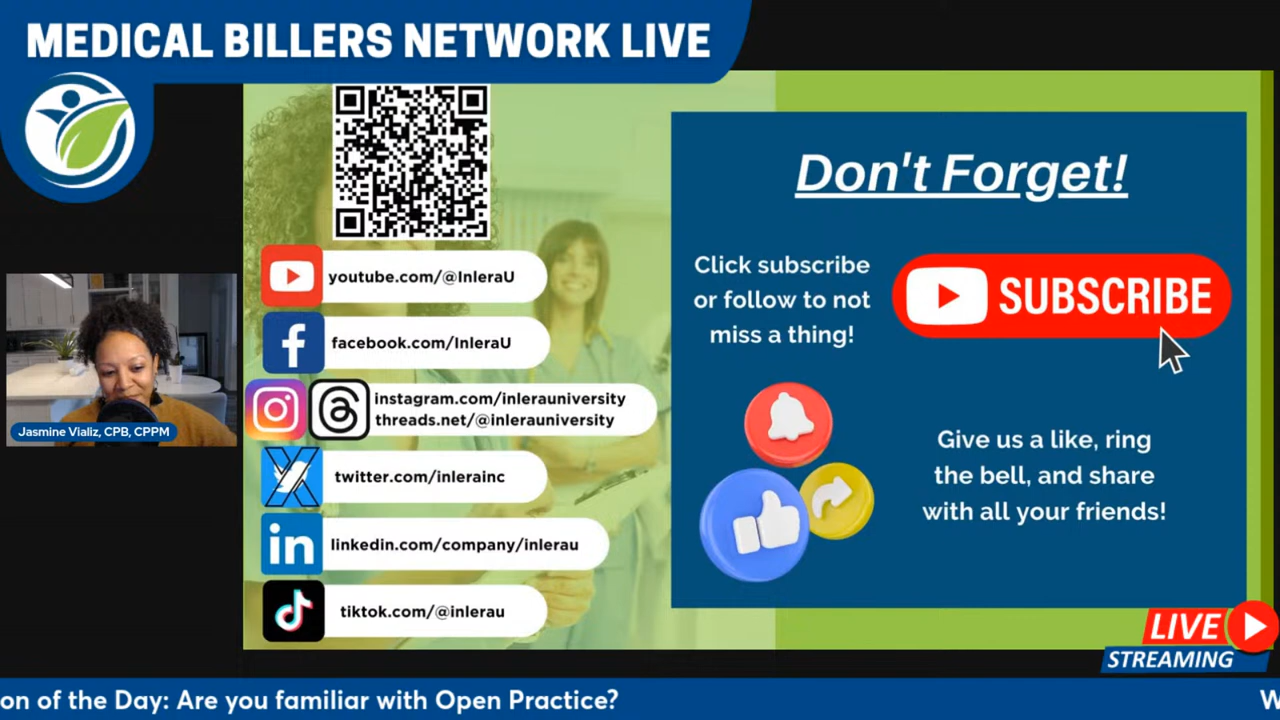 MEDICAL BILLERS NETWORK LIVE
youtube.com/@InleraU
facebook.com/InleraU
instagram.com/inlerauniversity
threads.net/@inlerauniversity
twitter.com/inlerainc
linkedin.com/company/inlerau
tiktok.com/@inlerau
Don't Forget!
Click subscribe
or follow to not
miss a thing!
SUBSCRIBE
Give us a like, ring
the bell, and share
with all your friends!
Jasmine Vializ, CPB, CPPM
LIVE
STREAMING
on of the Day: Are you familiar with Open Practice?
W